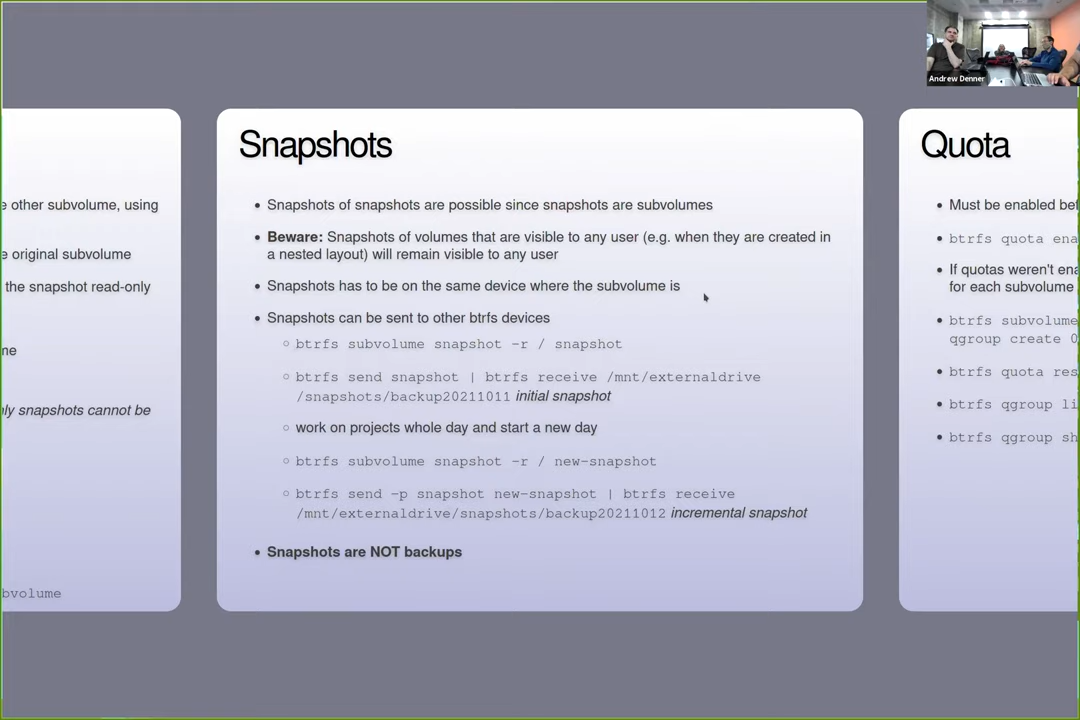 Andrew Denner
e other subvolume, using
e original subvolume
the snapshot read-only
me
ly snapshots cannot be
bvolume
Snapshots
• Snapshots of snapshots are possible since snapshots are subvolumes
• Beware: Snapshots of volumes that are visible to any user (e.g. when they are created in
a nested layout) will remain visible to any user
• Snapshots has to be on the same device where the subvolume is
• Snapshots can be sent to other btrfs devices
○ btrfs subvolume snapshot -r / snapshot
○ btrfs send snapshot | btrfs receive /mnt/externaldrive
/snapshots/backup20211011 initial snapshot
○ work on projects whole day and start a new day
○ btrfs subvolume snapshot -r / new-snapshot
○ btrfs send -p snapshot new-snapshot | btrfs receive
/mnt/externaldrive/snapshots/backup20211012 incremental snapshot
• Snapshots are NOT backups
Quota
• Must be enabled bef
• btrfs quota ena
• If quotas weren't ena
for each subvolume
• btrfs subvolume
qgroup create 0
• btrfs quota res
• btrfs qgroup li
• btrfs qgroup sh